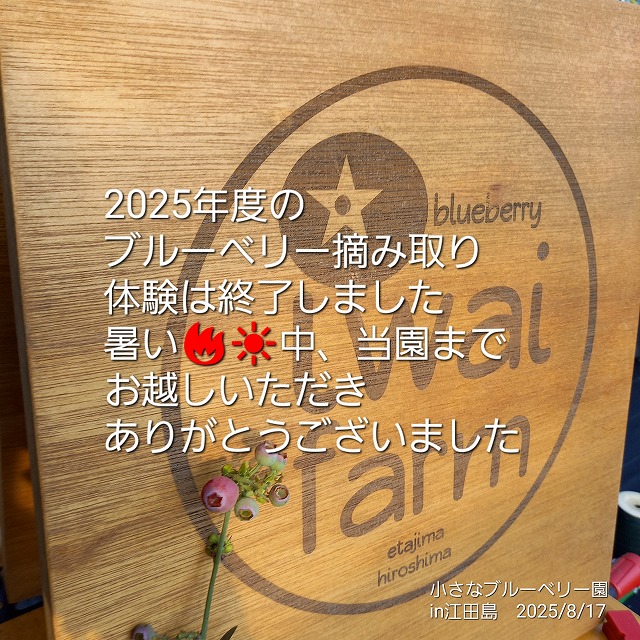 2025年度の
ブルーベリー摘み取り
体験は終了しました
暑い🔥☀中、当園まで
お越しいただき
ありがとうございました
blueberry
iwai
farm
etajima
hiroshima
小さなブルーベリー園
in江田島 2025/8/17